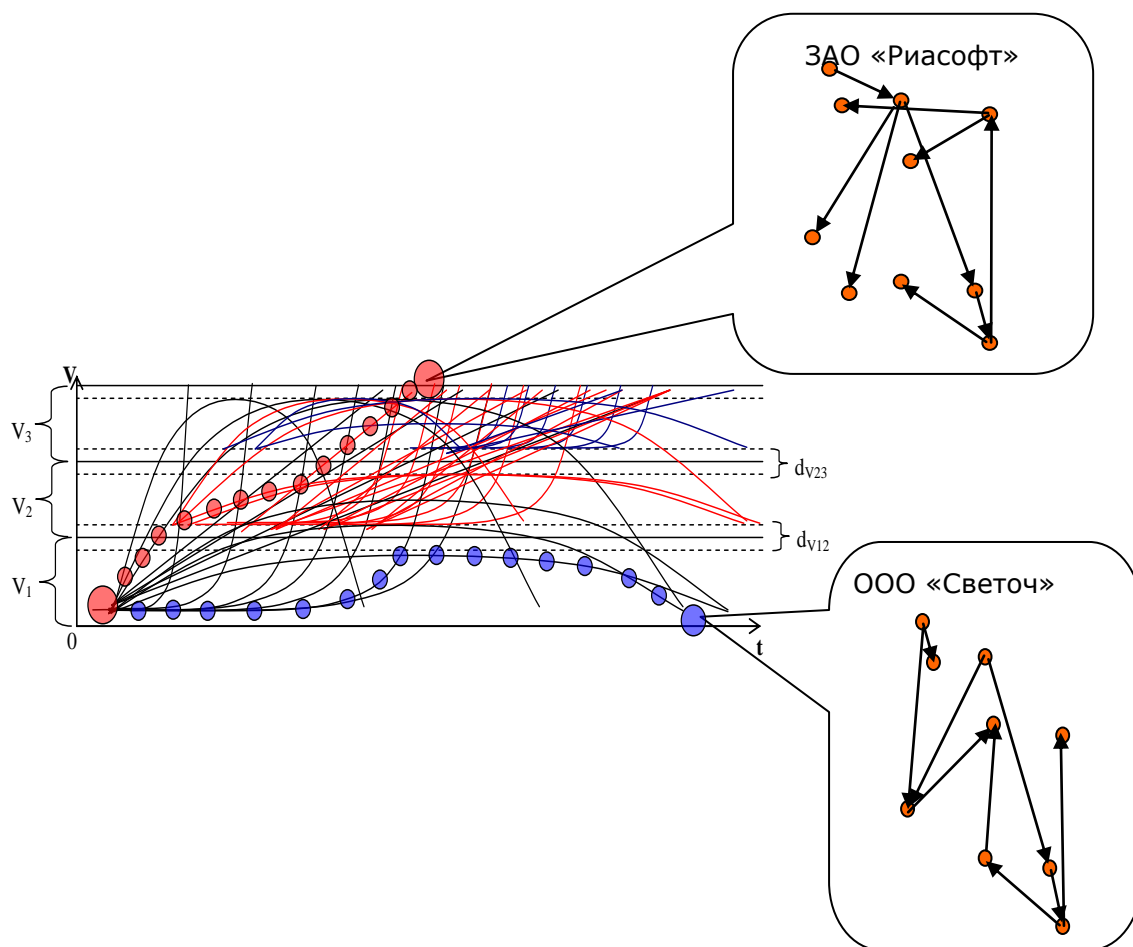 ЗАО «Риасофт»
V
V3
dV23
V2
dV12
V1
ООО «Светоч»
0
t